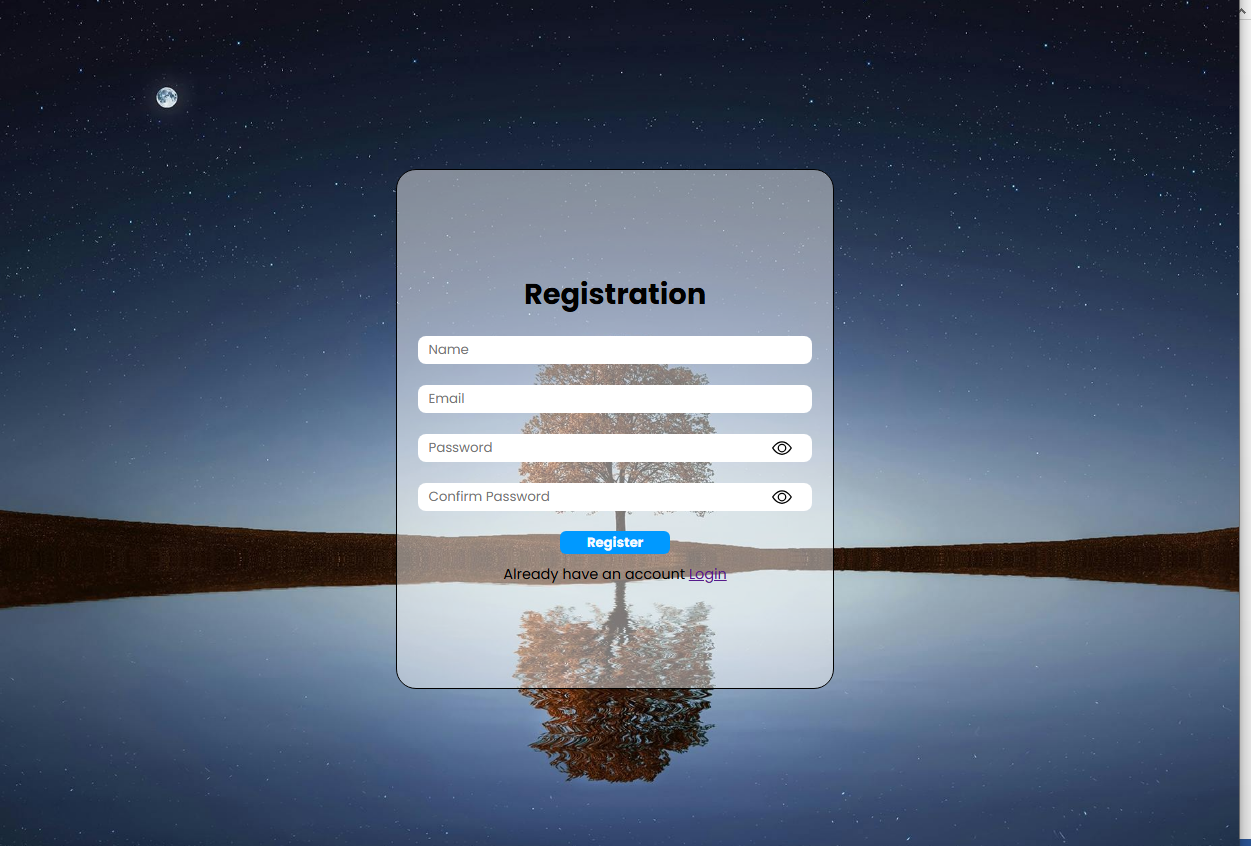 Registration
Name
Email
Password
Confirm Password
Register
Already have an account Login